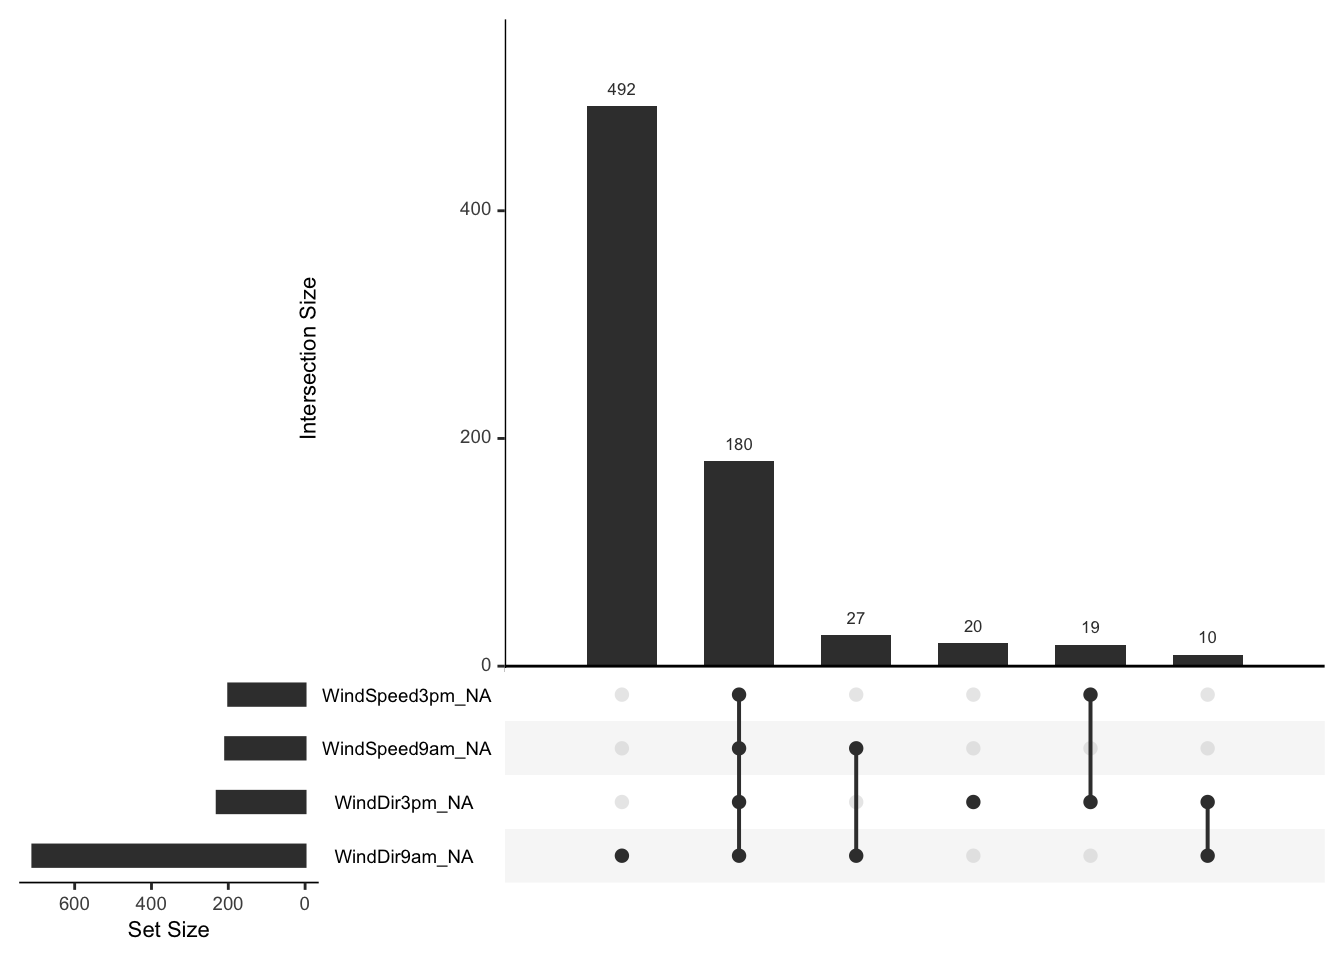 492
400
Intersection Size
200
180
27
20
19
10
0
WindSpeed3pm_NA
WindSpeed9am_NA
WindDir3pm_NA
WindDir9am_NA
600 400 200 0
Set Size